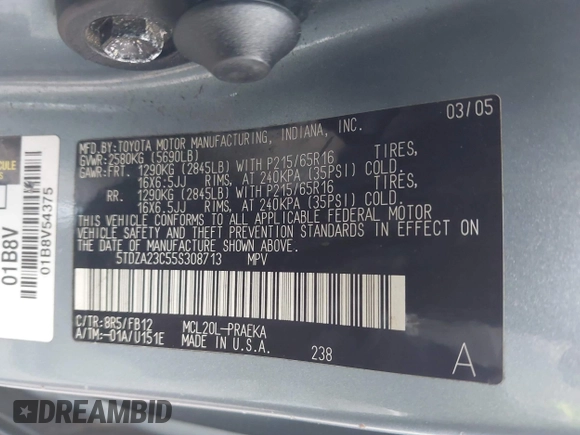 03/05
MFD.BY:TOYOTA MOTOR MANUFACTURING, INDIANA, INC.
GVWR:2580KG (5690LB)
GAWR:FRT. 1290KG (2845LB) WITH P215/65R16 TIRES,
16X6.5JJ RIMS, AT 240KPA (35PSI) COLD.
RR. 1290KG (2845LB) WITH P215/65R16 TIRES,
16X6.5JJ RIMS, AT 240KPA (35PSI) COLD.
THIS VEHICLE CONFORMS TO ALL APPLICABLE FEDERAL MOTOR
VEHICLE SAFETY AND BUMPER STANDARDS IN EFFECT ON
THE DATE OF MANUFACTURE SHOWN ABOVE.
5TDZA23C55S308713 MPV
C/TR:8R5/FB12 MCL20L-PRAEKA
A/TM:-01A/U151E MADE IN U.S.A. 238 A
01B8V
01B8V54375
DREAMBID